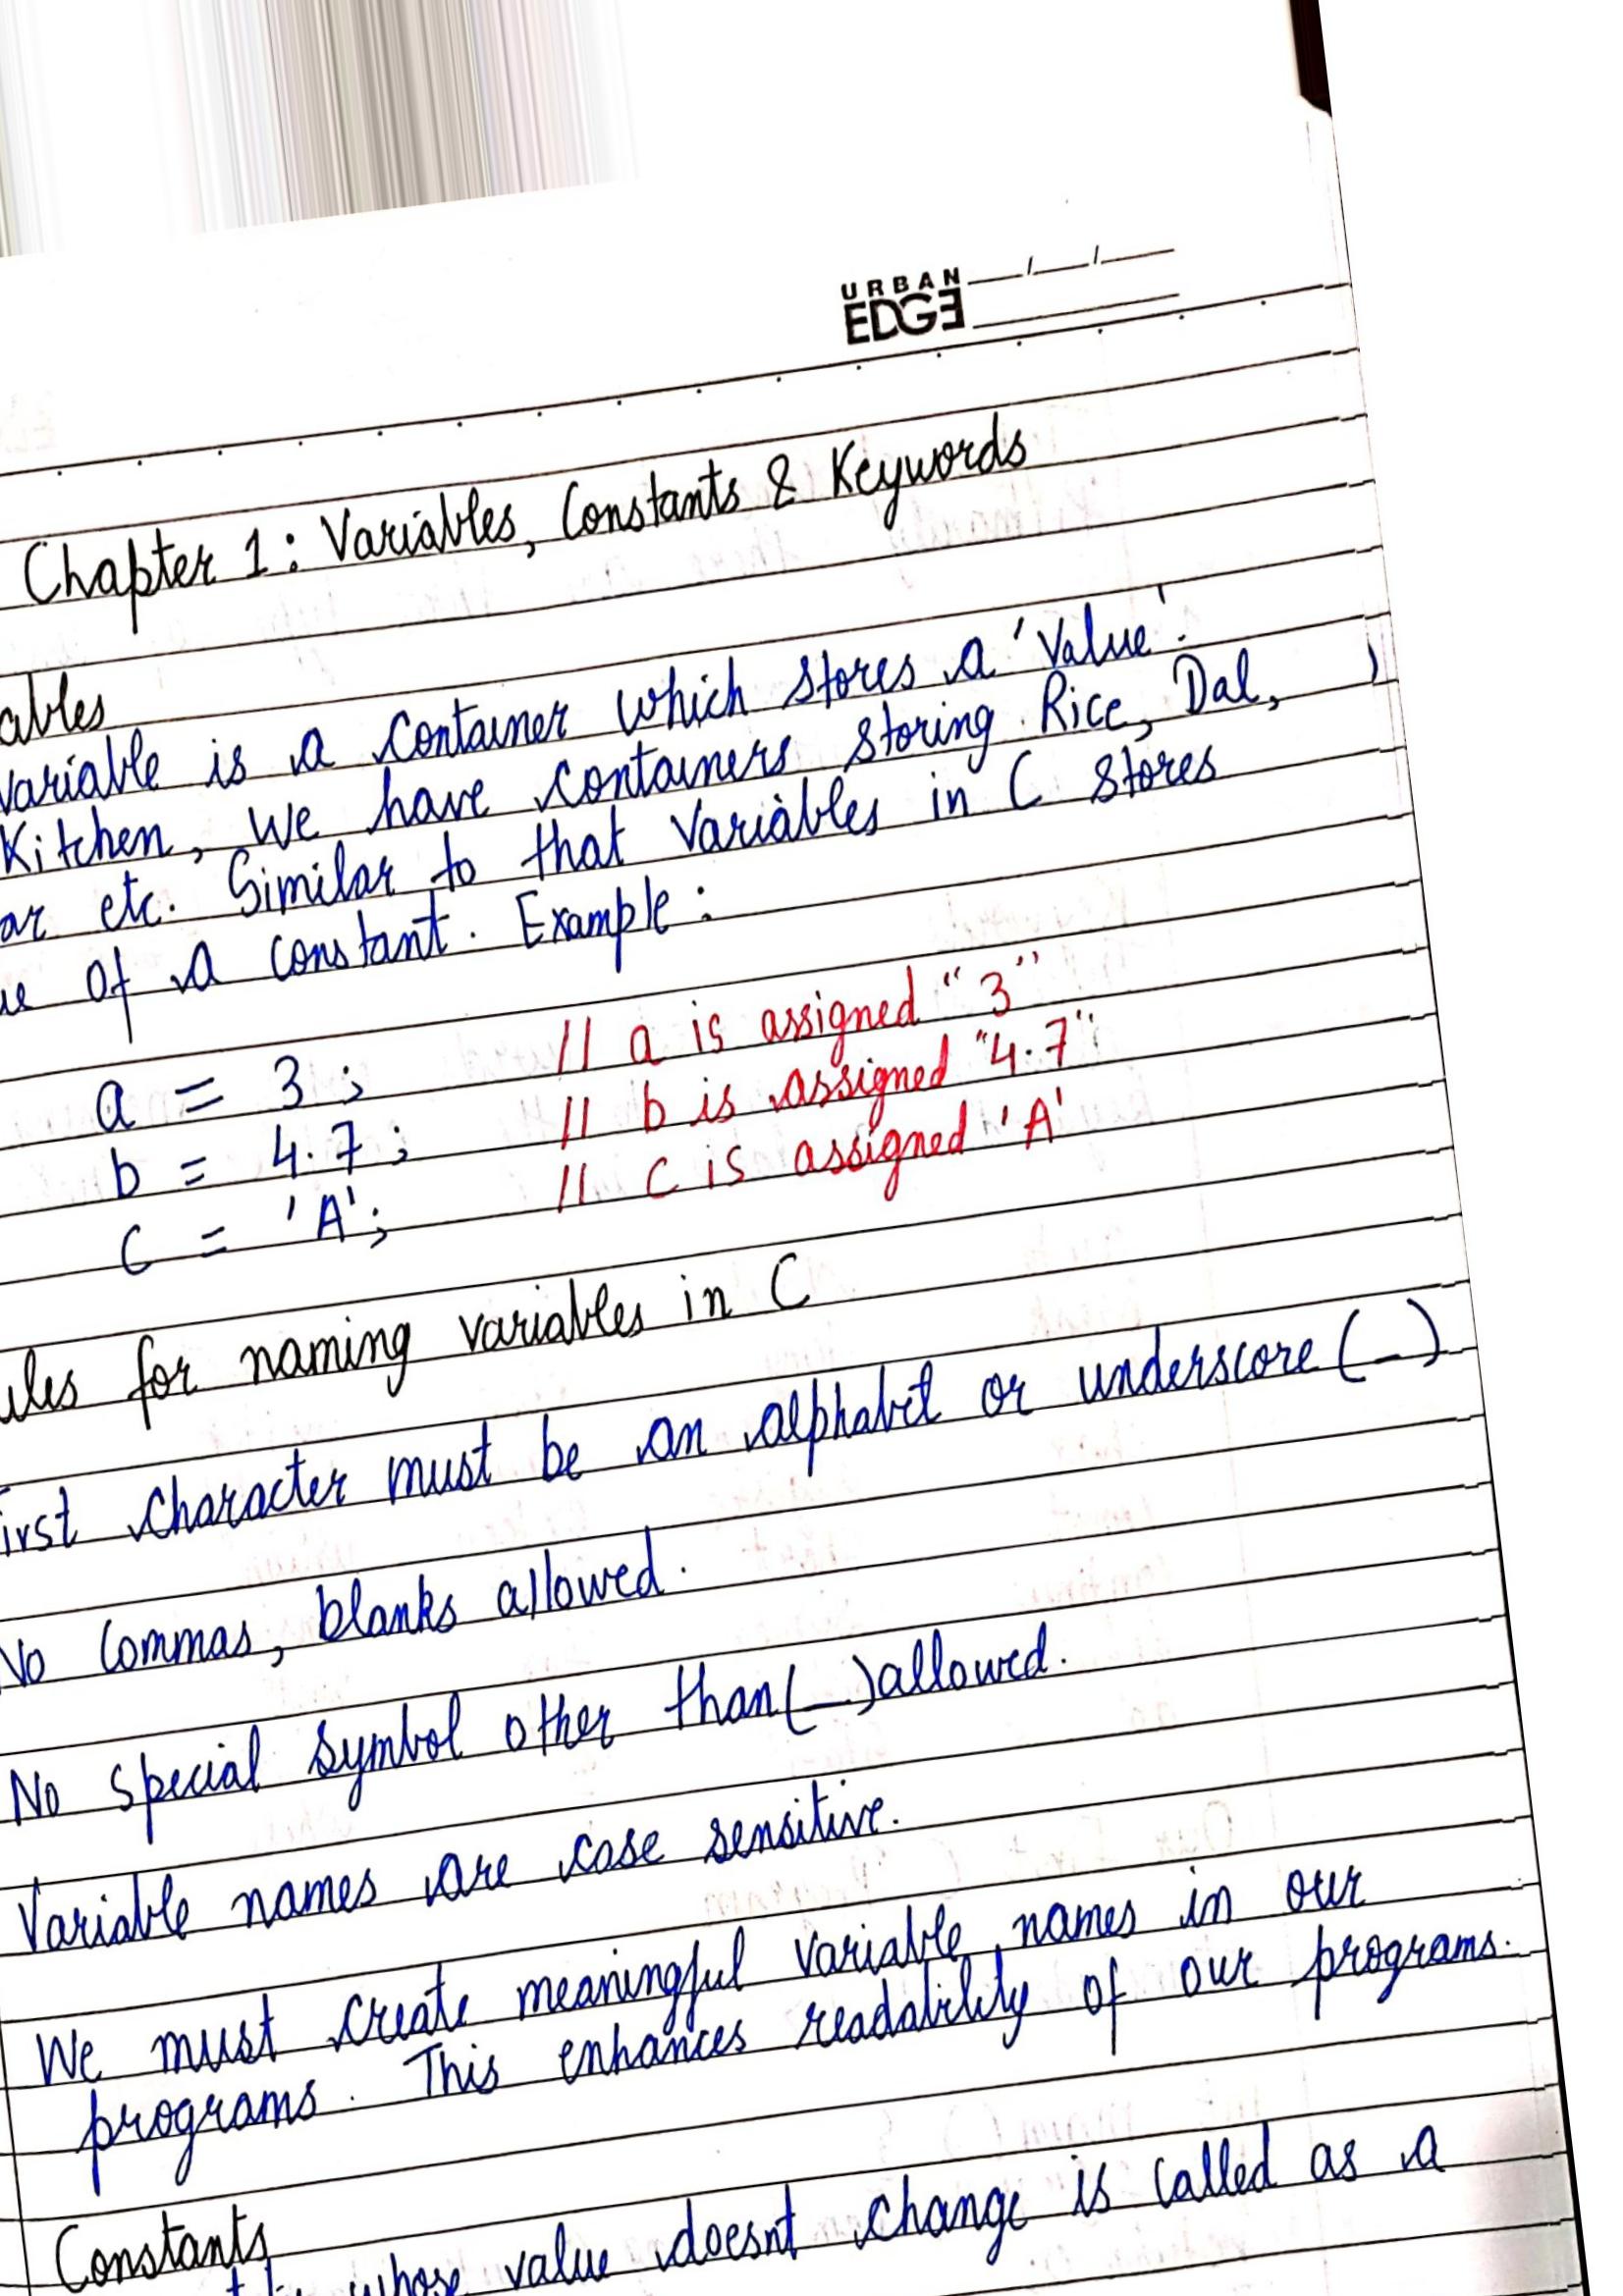 URBAN
EDGE
Chapter 1: Variables, Constants & Keywords
ables
variable is a container which stores a 'Value'.
Kitchen, We have containers storing Rice, Dal,
ar etc. Similar to that Variables in C stores
ue of a constant. Example:
a = 3; // a is assigned "3"
b = 4.7; // b is assigned "4.7"
c = 'A'; // c is assigned 'A'
ules for naming variables in C
irst character must be an alphabet or underscore (_)
No Commas, blanks allowed.
No special symbol other than (_) allowed.
Variable names are case sensitive.
We must create meaningful variable names in our
programs. This enhances readability of our programs.
Constants
whose value doesnt change is called as a